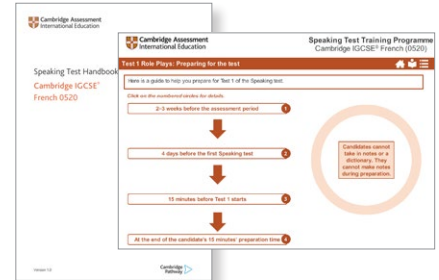 Cambridge Assessment
International Education
Speaking Test Handbook
Cambridge IGCSE®
French (0520)
Version 1.0
Cambridge
Pathway
Cambridge Assessment
International Education
Speaking Test Training Programme
Cambridge IGCSE® French (0520)
Test 1 Role Plays: Preparing for the test
Here is a guide to help you prepare for Test 1 of the Speaking test.
Click on the numbered circles for details
2-3 weeks before the assessment period 1
4 days before the first Speaking test 2
15 minutes before Test 1 starts 3
At the end of the candidate's 15 minutes' preparation time 4
Candidates cannot
take in notes or a
dictionary. They
cannot make notes
during preparation.